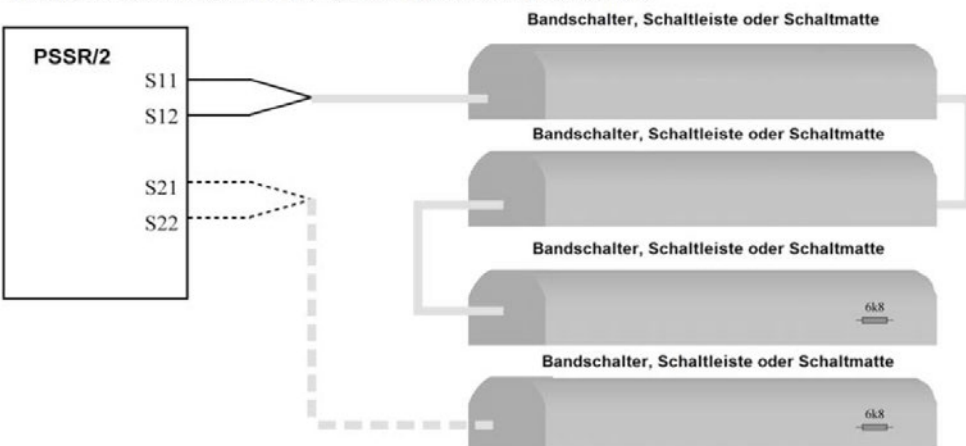 Bandschalter, Schaltleiste oder Schaltmatte
PSSR/2
S11
S12
Bandschalter, Schaltleiste oder Schaltmatte
S21
S22
Bandschalter, Schaltleiste oder Schaltmatte
6k8
Bandschalter, Schaltleiste oder Schaltmatte
6k8